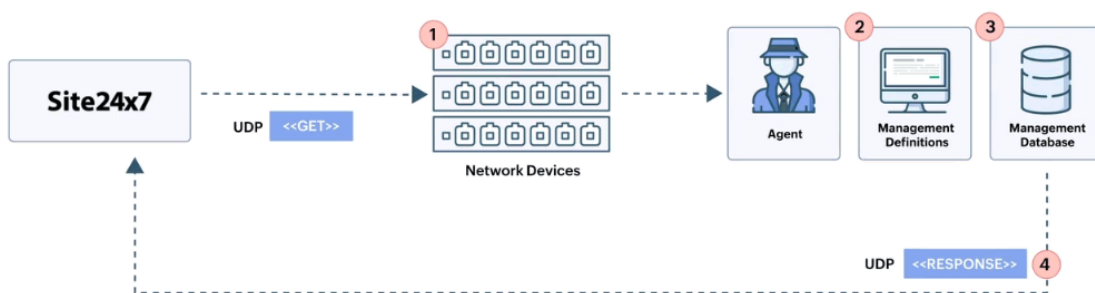 1
2
3
Site24x7
UDP <<GET>>
Network Devices
Agent
Management
Definitions
Management
Database
UDP <<RESPONSE>> 4